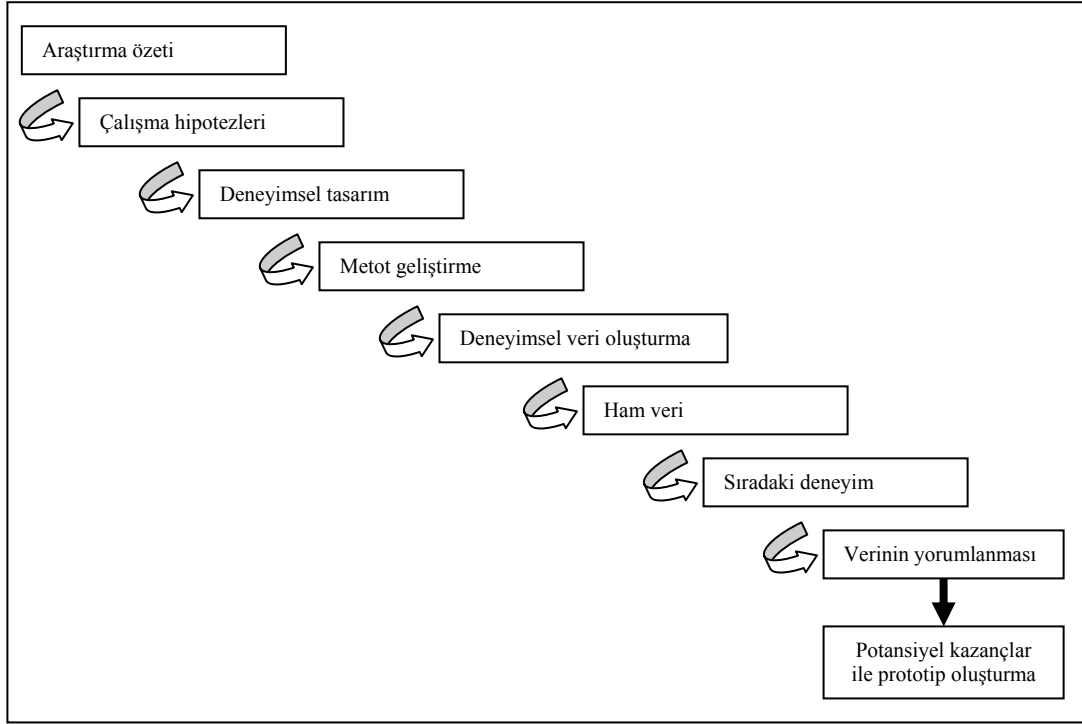 Araştırma özeti
Çalışma hipotezleri
Deneyimsel tasarım
Metot geliştirme
Deneyimsel veri oluşturma
Ham veri
Sıradaki deneyim
Verinin yorumlanması
Potansiyel kazançlar
ile prototip oluşturma